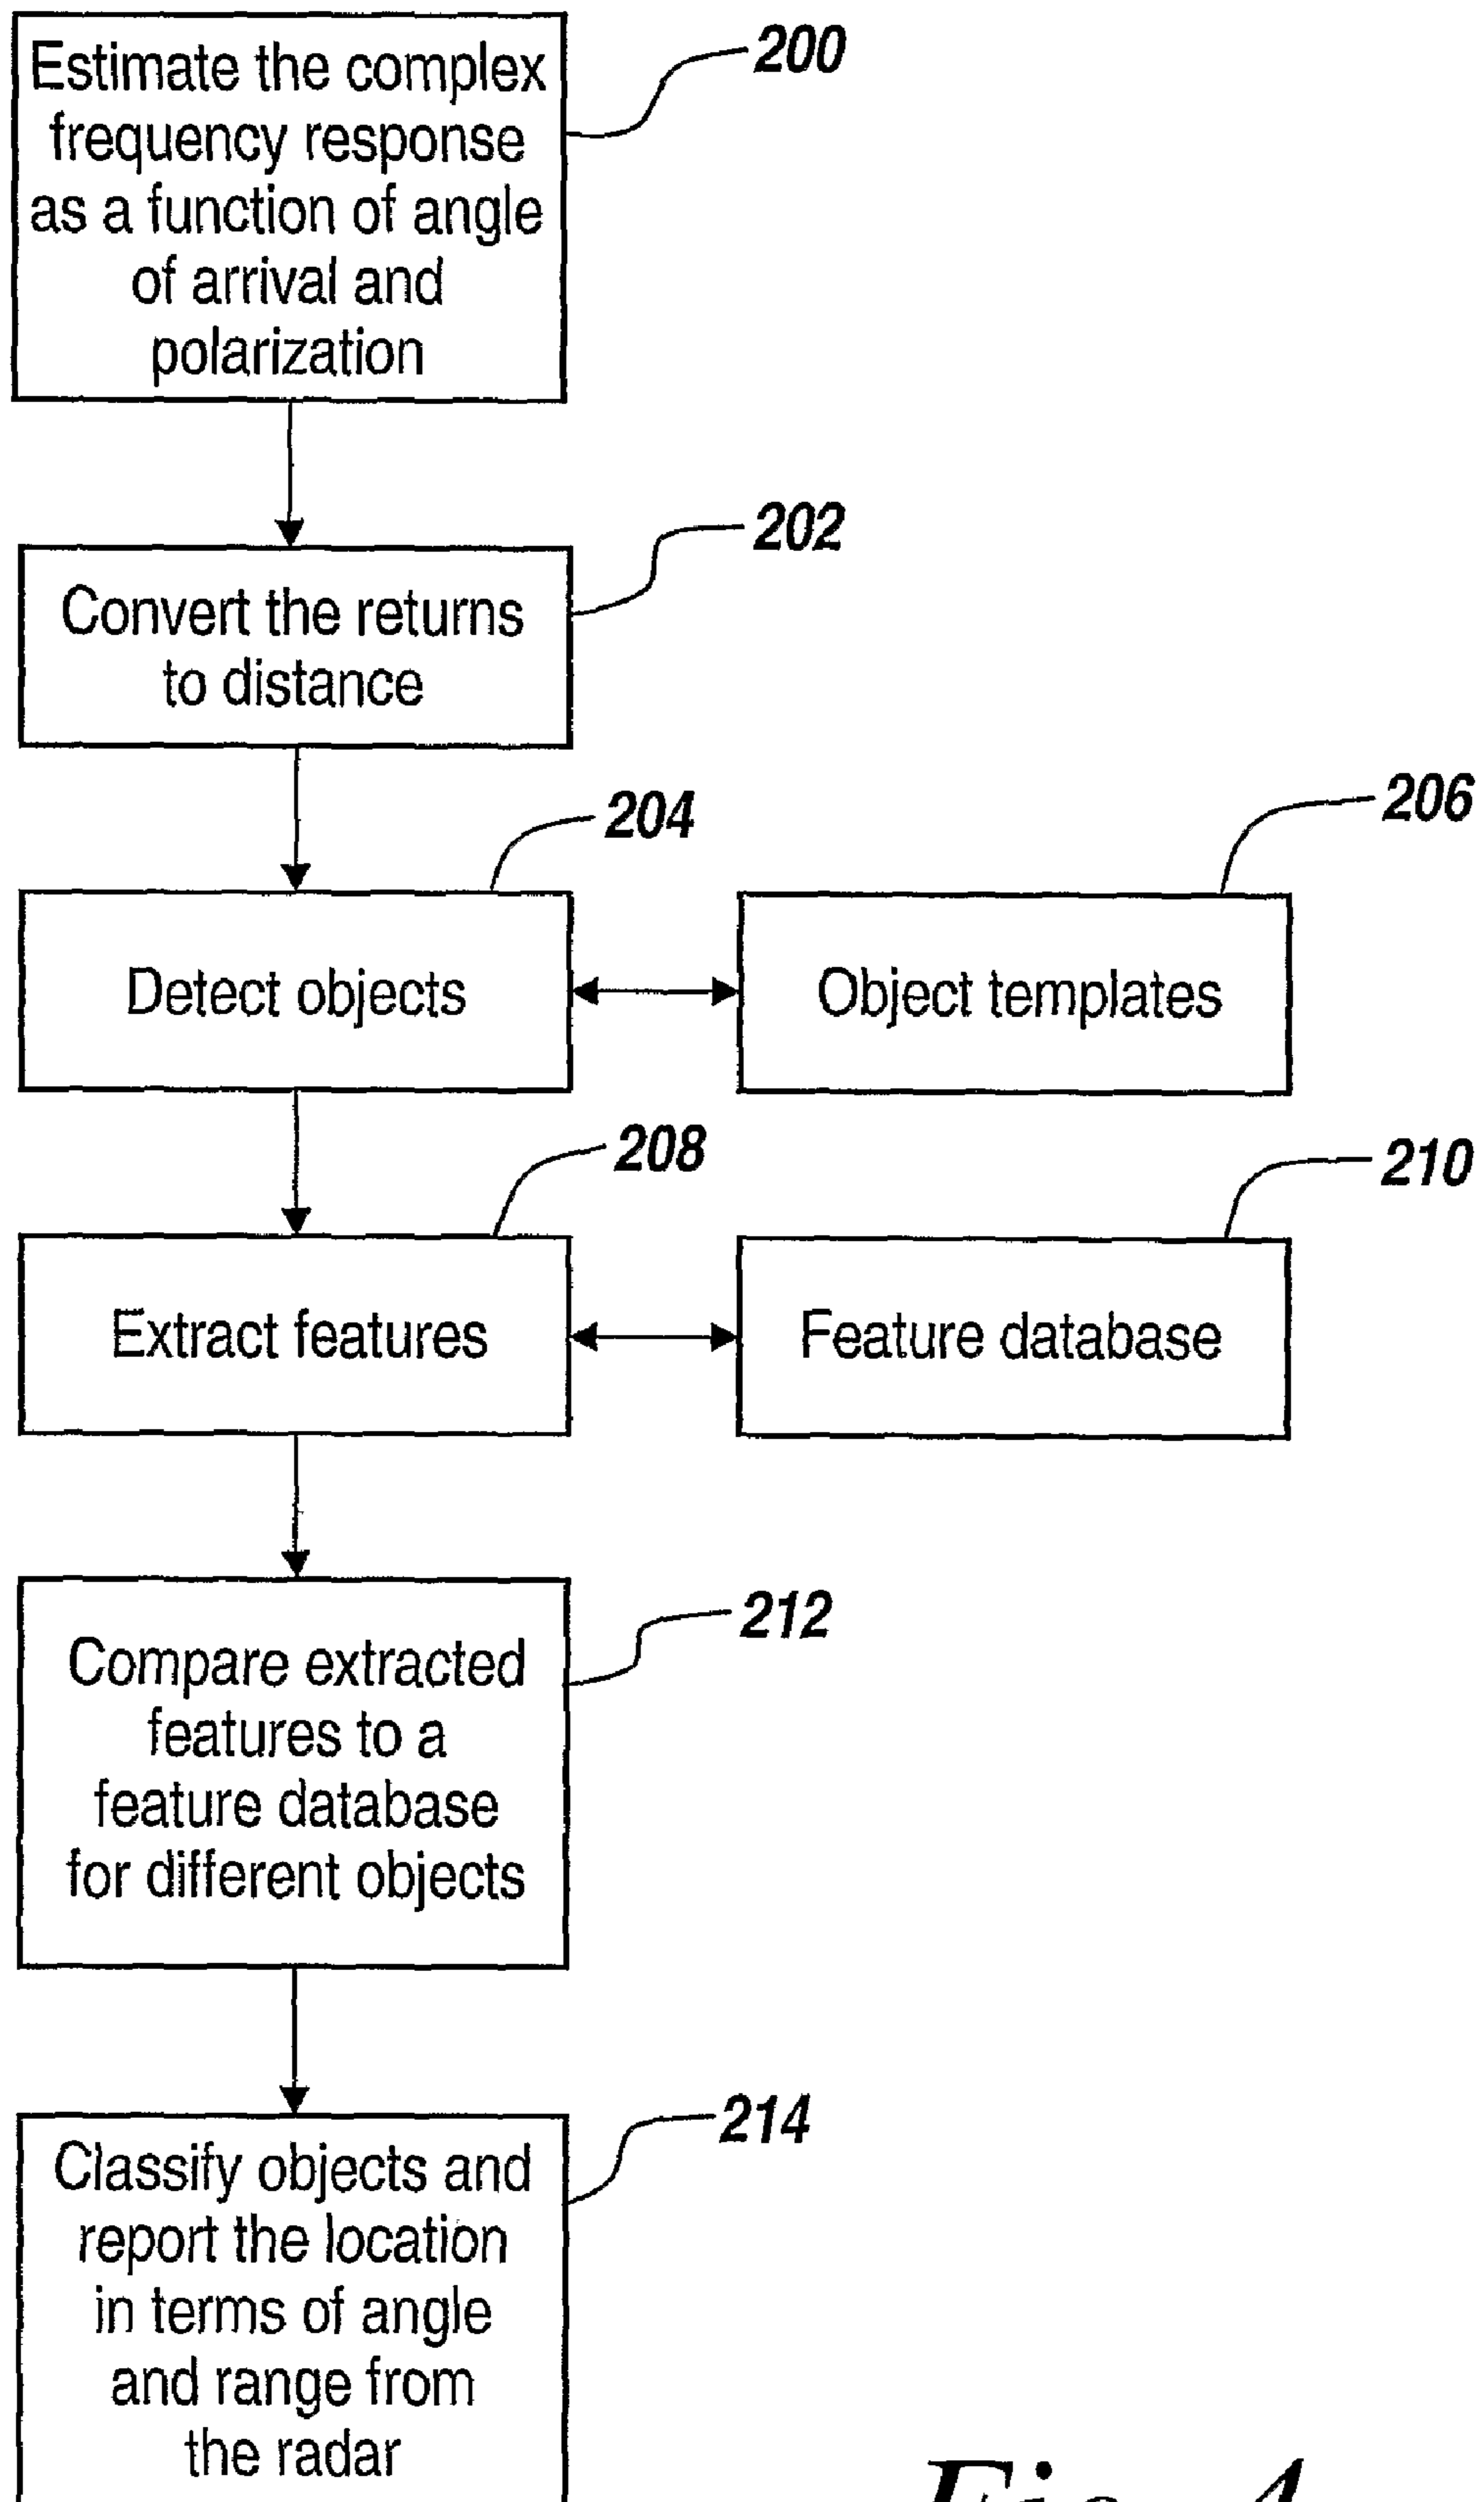 Estimate the complex
frequency response
as a function of angle
of arrival and
polarization
200
Convert the returns
to distance
202
204
Detect objects
206
Object templates
208
Extract features
210
Feature database
212
Compare extracted
features to a
feature database
for different objects
214
Classify objects and
report the location
in terms of angle
and range from
the radar
Fig. 4